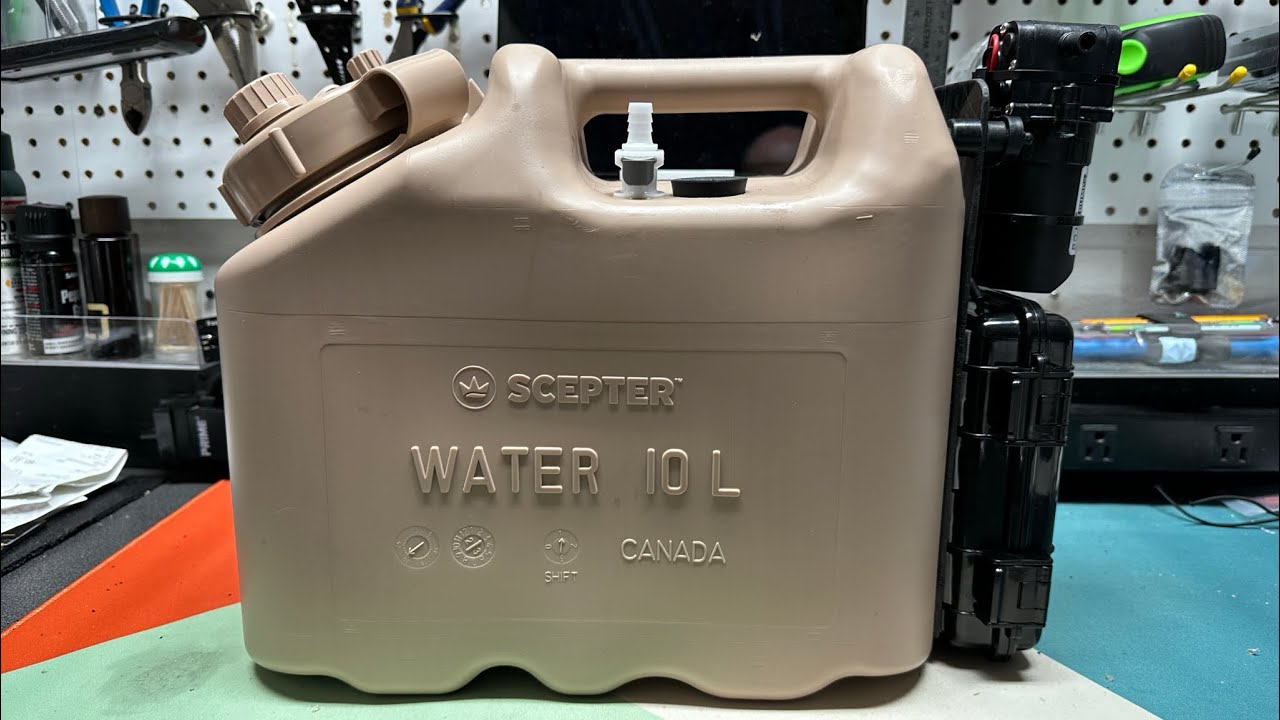 SCEPTER™
WATER 10 L
CANADA
SHIFT